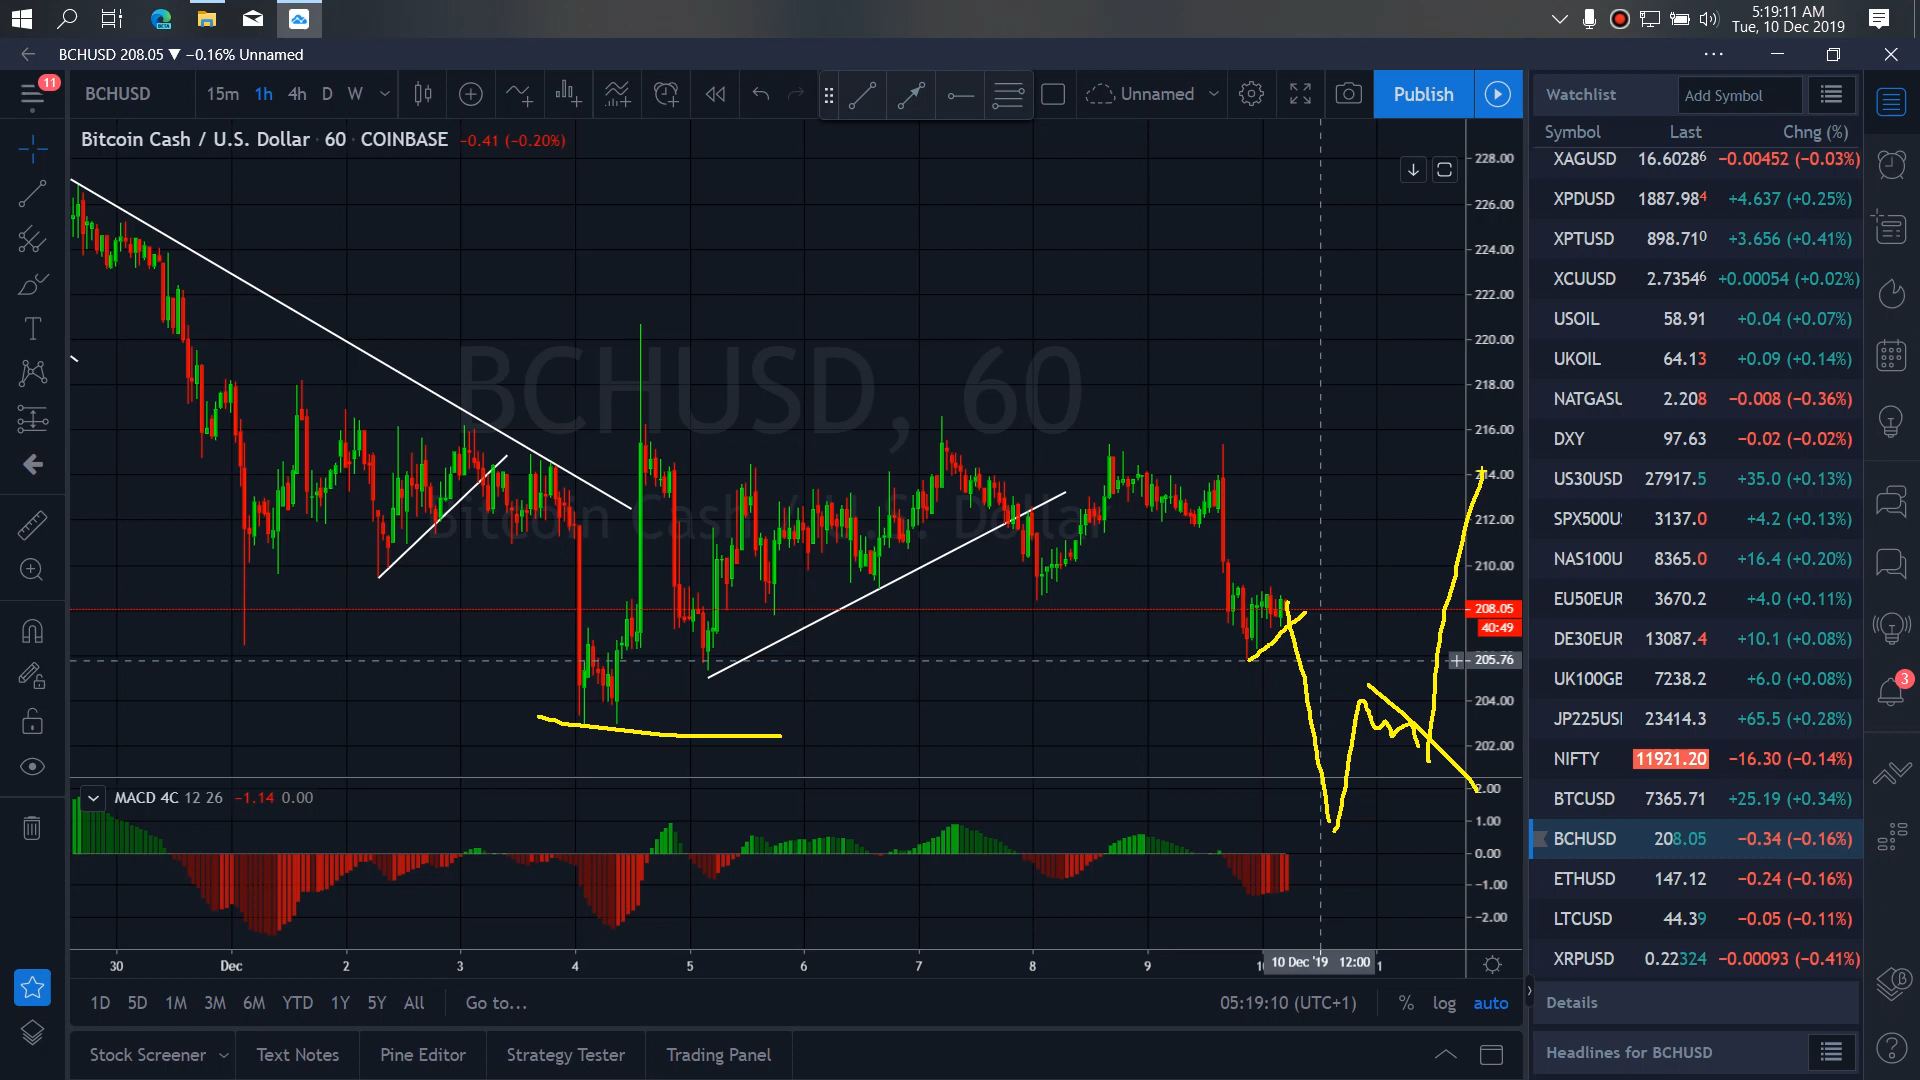 5:19:11 AM
Tue, 10 Dec 2019
BCHUSD 208.05 ▼ −0.16% Unnamed
11
BCHUSD 15m 1h 4h D W Unnamed Publish
Watchlist Add Symbol
Bitcoin Cash / U.S. Dollar · 60 · COINBASE −0.41 (−0.20%)
Symbol Last Chng (%)
XAGUSD 16.60286 −0.00452 (−0.03%)
XPDUSD 1887.984 +4.637 (+0.25%)
XPTUSD 898.710 +3.656 (+0.41%)
XCUUSD 2.73546 +0.00054 (+0.02%)
USOIL 58.91 +0.04 (+0.07%)
UKOIL 64.13 +0.09 (+0.14%)
NATGASU 2.208 −0.008 (−0.36%)
DXY 97.63 −0.02 (−0.02%)
US30USD 27917.5 +35.0 (+0.13%)
SPX500U 3137.0 +4.2 (+0.13%)
NAS100U 8365.0 +16.4 (+0.20%)
EU50EUR 3670.2 +4.0 (+0.11%)
DE30EUR 13087.4 +10.1 (+0.08%)
UK100GB 7238.2 +6.0 (+0.08%)
JP225US 23414.3 +65.5 (+0.28%)
NIFTY 11921.20 −16.30 (−0.14%)
BTCUSD 7365.71 +25.19 (+0.34%)
BCHUSD 208.05 −0.34 (−0.16%)
ETHUSD 147.12 −0.24 (−0.16%)
LTCUSD 44.39 −0.05 (−0.11%)
XRPUSD 0.22324 −0.00093 (−0.41%)
Details
Headlines for BCHUSD
3
BCHUSD, 60
Bitcoin Cash / U.S. Dollar
228.00
226.00
224.00
222.00
220.00
218.00
216.00
214.00
212.00
210.00
208.05
40:49
205.76
204.00
202.00
MACD 4C 12 26 −1.14 0.00
2.00
1.00
0.00
−1.00
−2.00
30 Dec 2 3 4 5 6 7 8 9 10 Dec '19 12:00
1D 5D 1M 3M 6M YTD 1Y 5Y All Go to... 05:19:10 (UTC+1) % log auto
Stock Screener Text Notes Pine Editor Strategy Tester Trading Panel